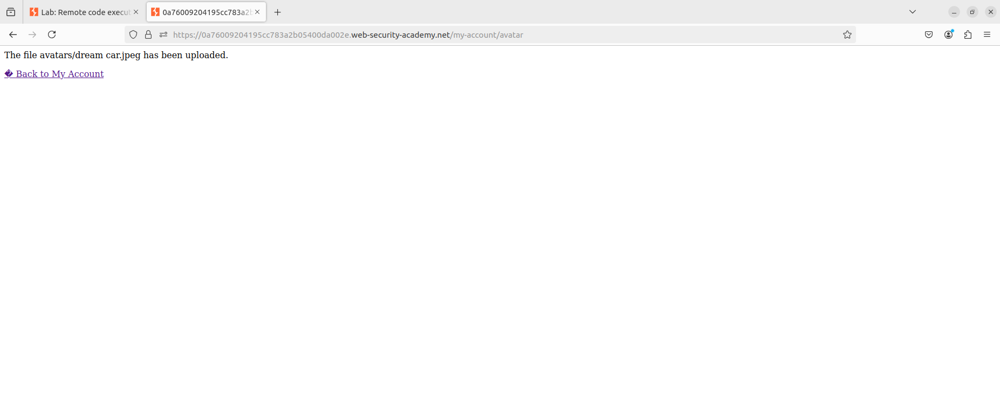 Lab: Remote code execut
0a76009204195cc783a2b
https://0a76009204195cc783a2b05400da002e.web-security-academy.net/my-account/avatar
The file avatars/dream car.jpeg has been uploaded.
� Back to My Account